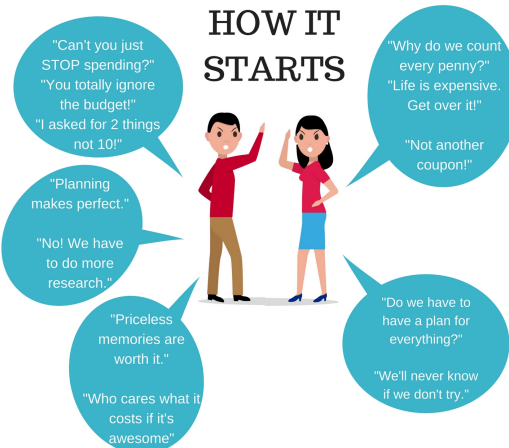 HOW IT
STARTS
"Can't you just
STOP spending?"
"You totally ignore
the budget!"
"I asked for 2 things
not 10!"
"Why do we count
every penny?"
"Life is expensive.
Get over it!"
"Not another
coupon!"
"Planning
makes perfect."
"No! We have
to do more
research."
"Priceless
memories are
worth it."
"Who cares what it
costs if it's
awesome"
"Do we have to
have a plan for
everything?"
"We'll never know
if we don't try."